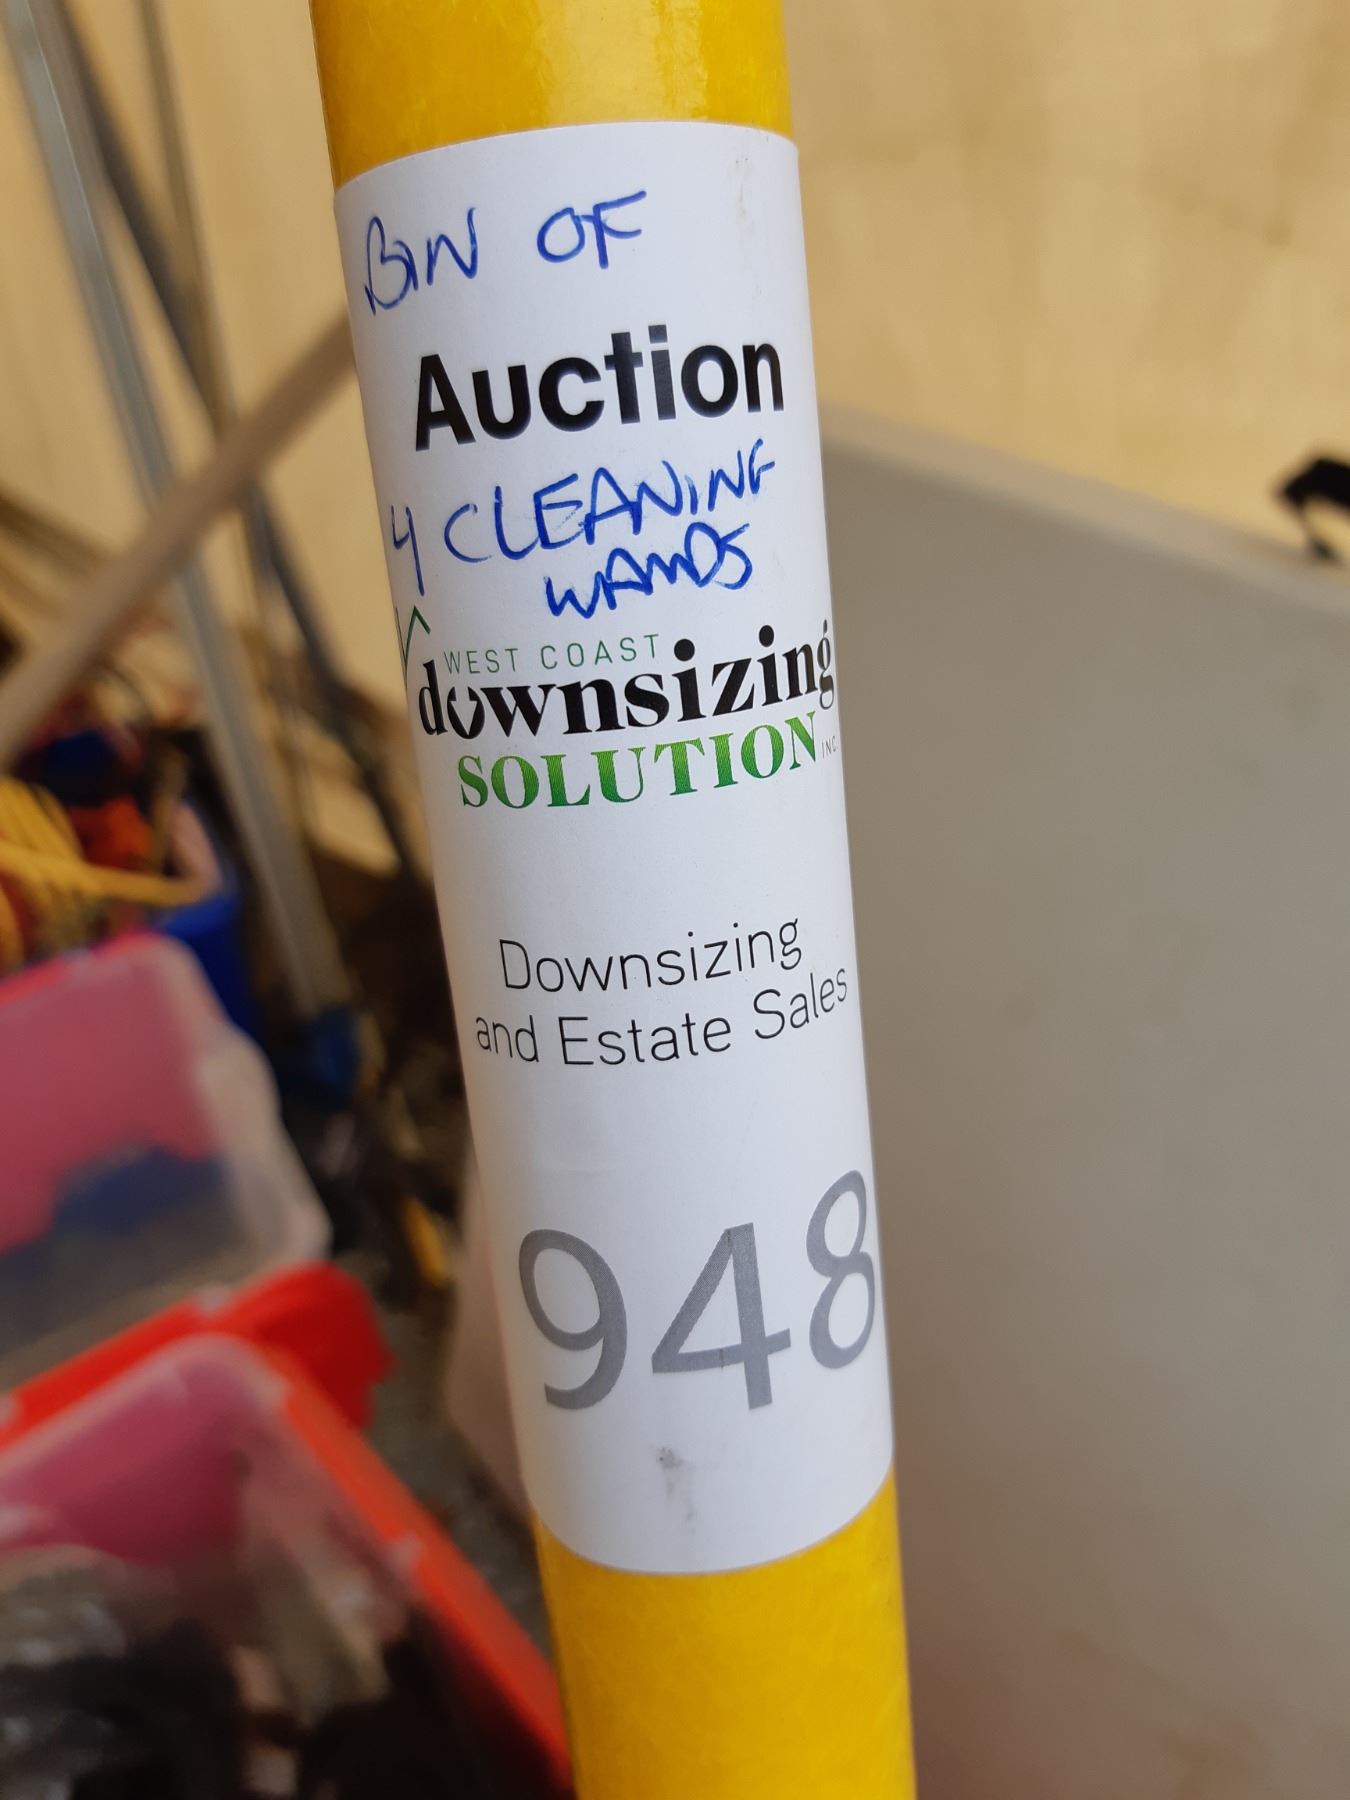 BIN OF
Auction
4 CLEANING
WANDS
WEST COAST
downsizing
SOLUTION INC.
Downsizing
and Estate Sales
948